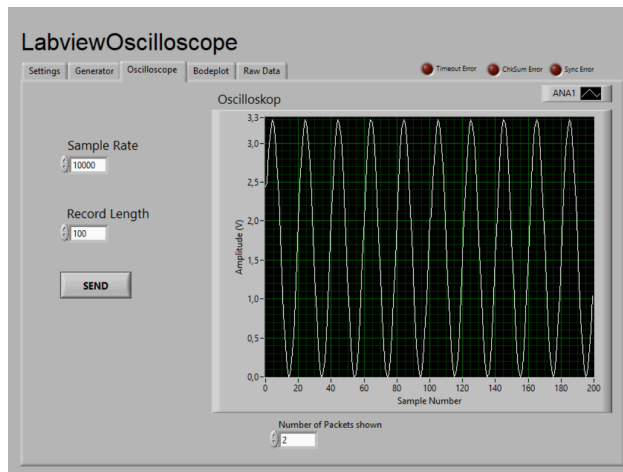 LabviewOscilloscope
Settings Generator Oscilloscope Bodeplot Raw Data
Timeout Error ChkSum Error Sync Error
Oscilloskop
ANA1
Sample Rate
10000
Record Length
100
SEND
Amplitude (V)
3,3
3,0
2,5
2,0
1,5
1,0
0,5
0,0
0 20 40 60 80 100 120 140 160 180 200
Sample Number
Number of Packets shown
2